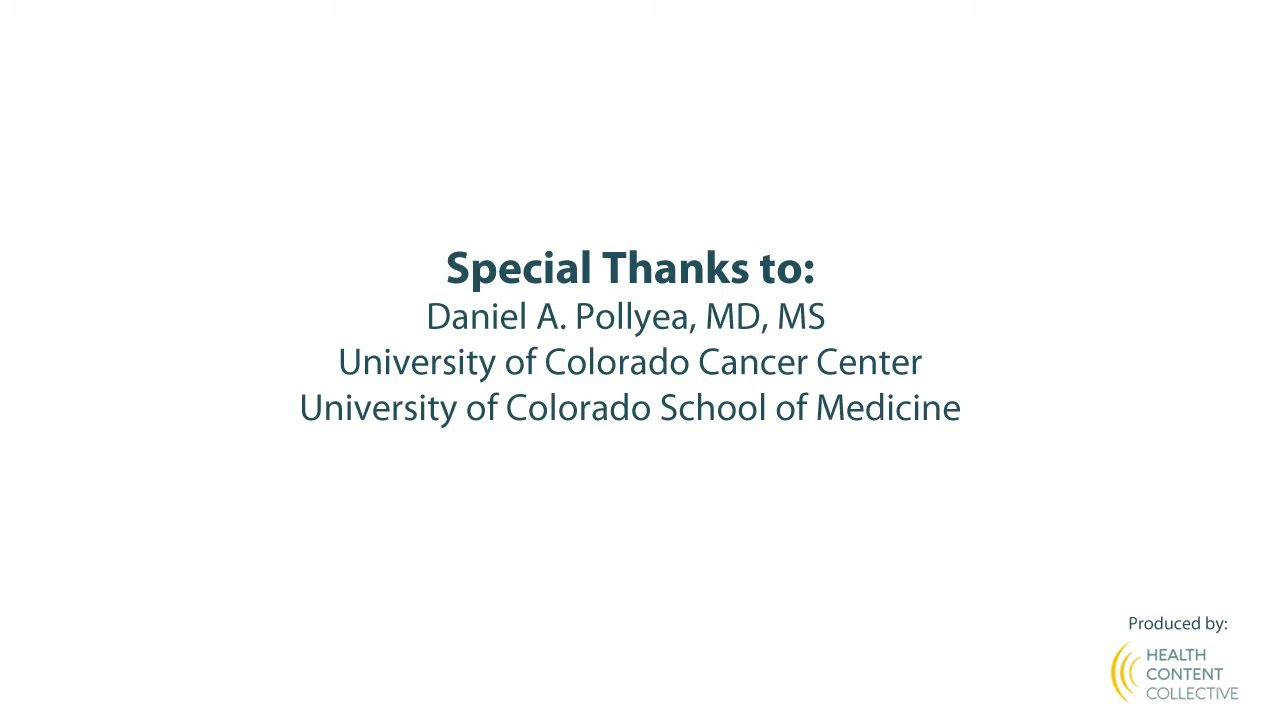 Special Thanks to:
Daniel A. Pollyea, MD, MS
University of Colorado Cancer Center
University of Colorado School of Medicine
Produced by:
HEALTH
CONTENT
COLLECTIVE